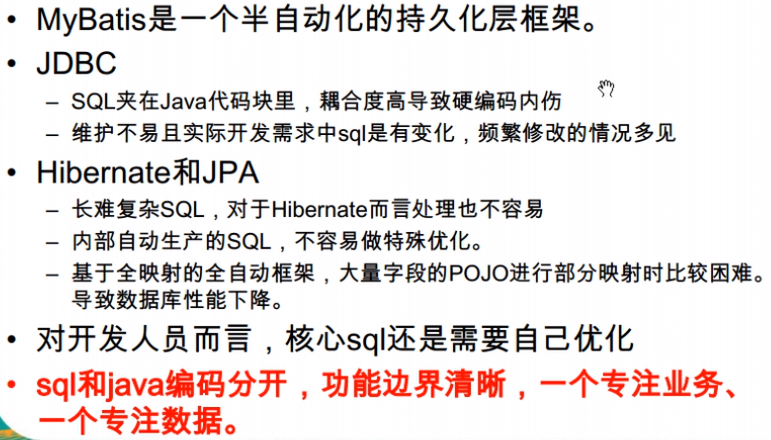 • MyBatis是一个半自动化的持久化层框架。
• JDBC
– SQL夹在Java代码块里，耦合度高导致硬编码内伤
– 维护不易且实际开发需求中sql是有变化，频繁修改的情况多见
• Hibernate和JPA
– 长难复杂SQL，对于Hibernate而言处理也不容易
– 内部自动生产的SQL，不容易做特殊优化。
– 基于全映射的全自动框架，大量字段的POJO进行部分映射时比较困难。
导致数据库性能下降。
• 对开发人员而言，核心sql还是需要自己优化
• sql和java编码分开，功能边界清晰，一个专注业务、
一个专注数据。